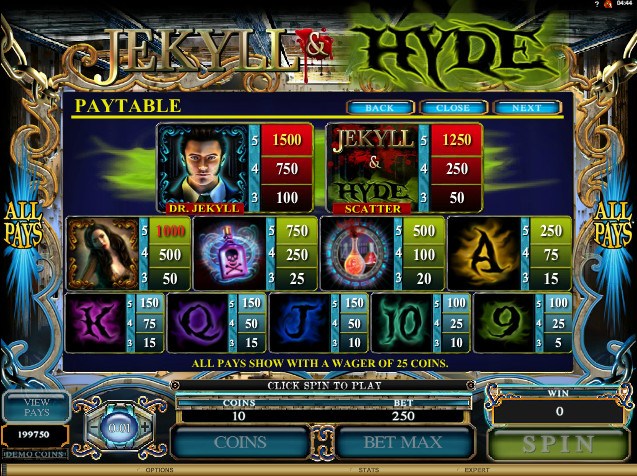 ? 04:44
JEKYLL & HYDE
PAYTABLE
BACK CLOSE NEXT
5 1500
4 750
3 100
DR. JEKYLL
JEKYLL
&
HYDE
SCATTER
5 1250
4 250
3 50
ALL
PAYS
ALL
PAYS
5 1000
4 500
3 50
5 750
4 250
3 25
5 500
4 100
3 20
A
5 250
4 75
3 15
K
5 150
4 75
3 15
Q
5 150
4 50
3 15
J
5 150
4 50
3 10
10
5 100
4 25
3 10
9
5 100
4 25
3 5
ALL PAYS SHOW WITH A WAGER OF 25 COINS.
CLICK SPIN TO PLAY
VIEW
PAYS
COINS BET
10 250
WIN
0
199750
DEMO COINS
0.01 +
COINS
BET MAX
SPIN
OPTIONS STATS EXPERT